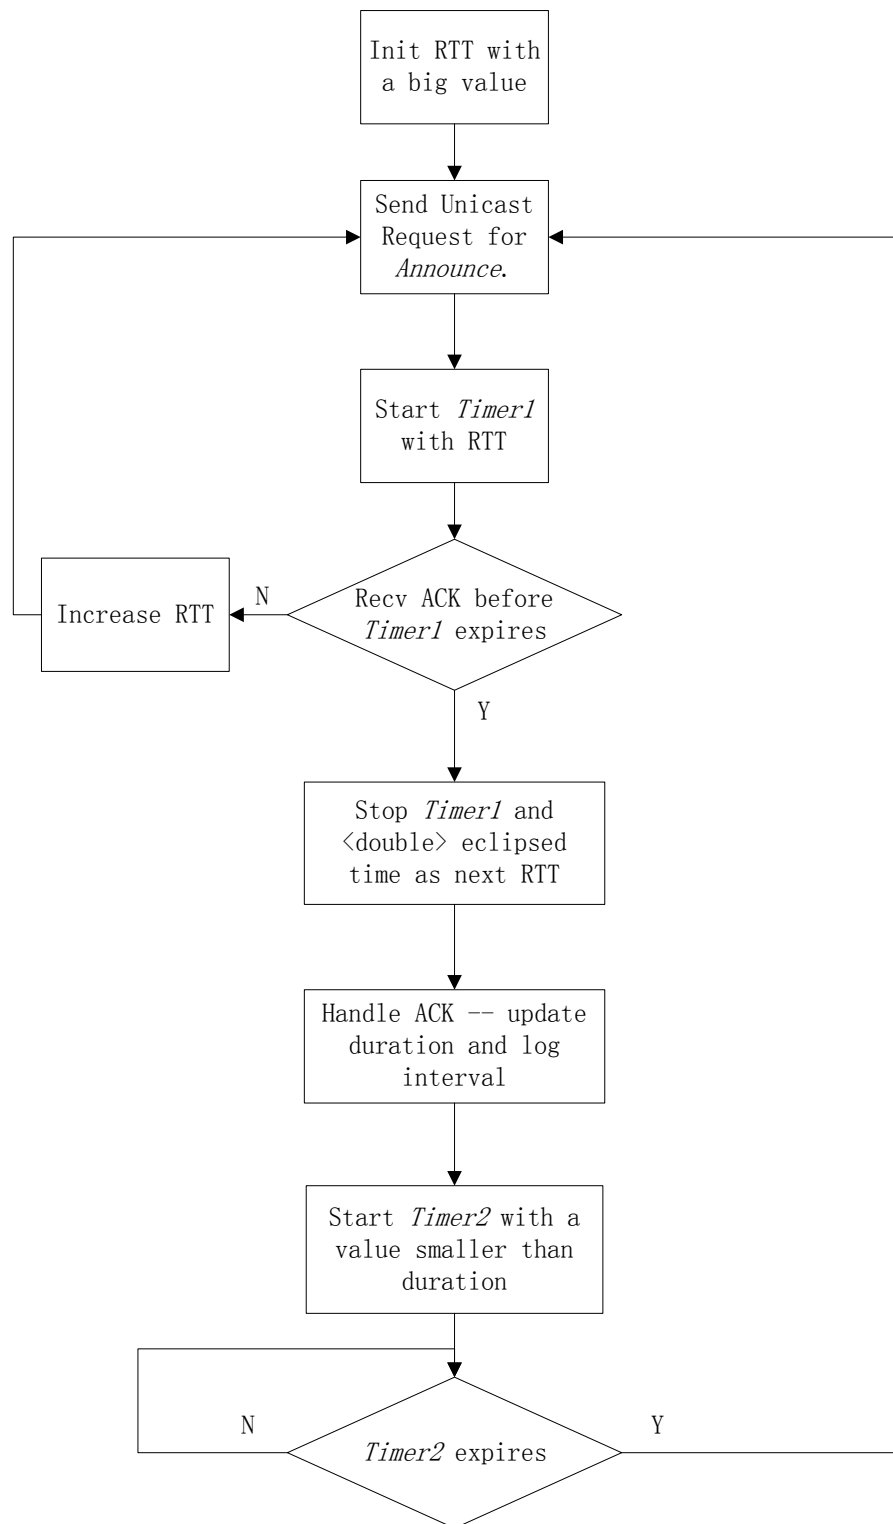 Init RTT with
a big value
Send Unicast
Request for
Announce.
Start Timer1
with RTT
Increase RTT
N
Recv ACK before
Timer1 expires
Y
Stop Timer1 and
<double> eclipsed
time as next RTT
Handle ACK -- update
duration and log
interval
Start Timer2 with a
value smaller than
duration
N
Timer2 expires
Y